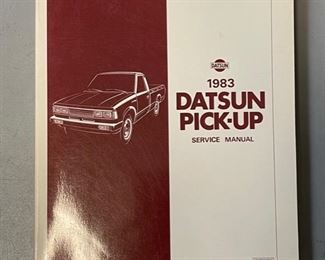 DATSUN
1983
DATSUN
PICK-UP
SERVICE MANUAL